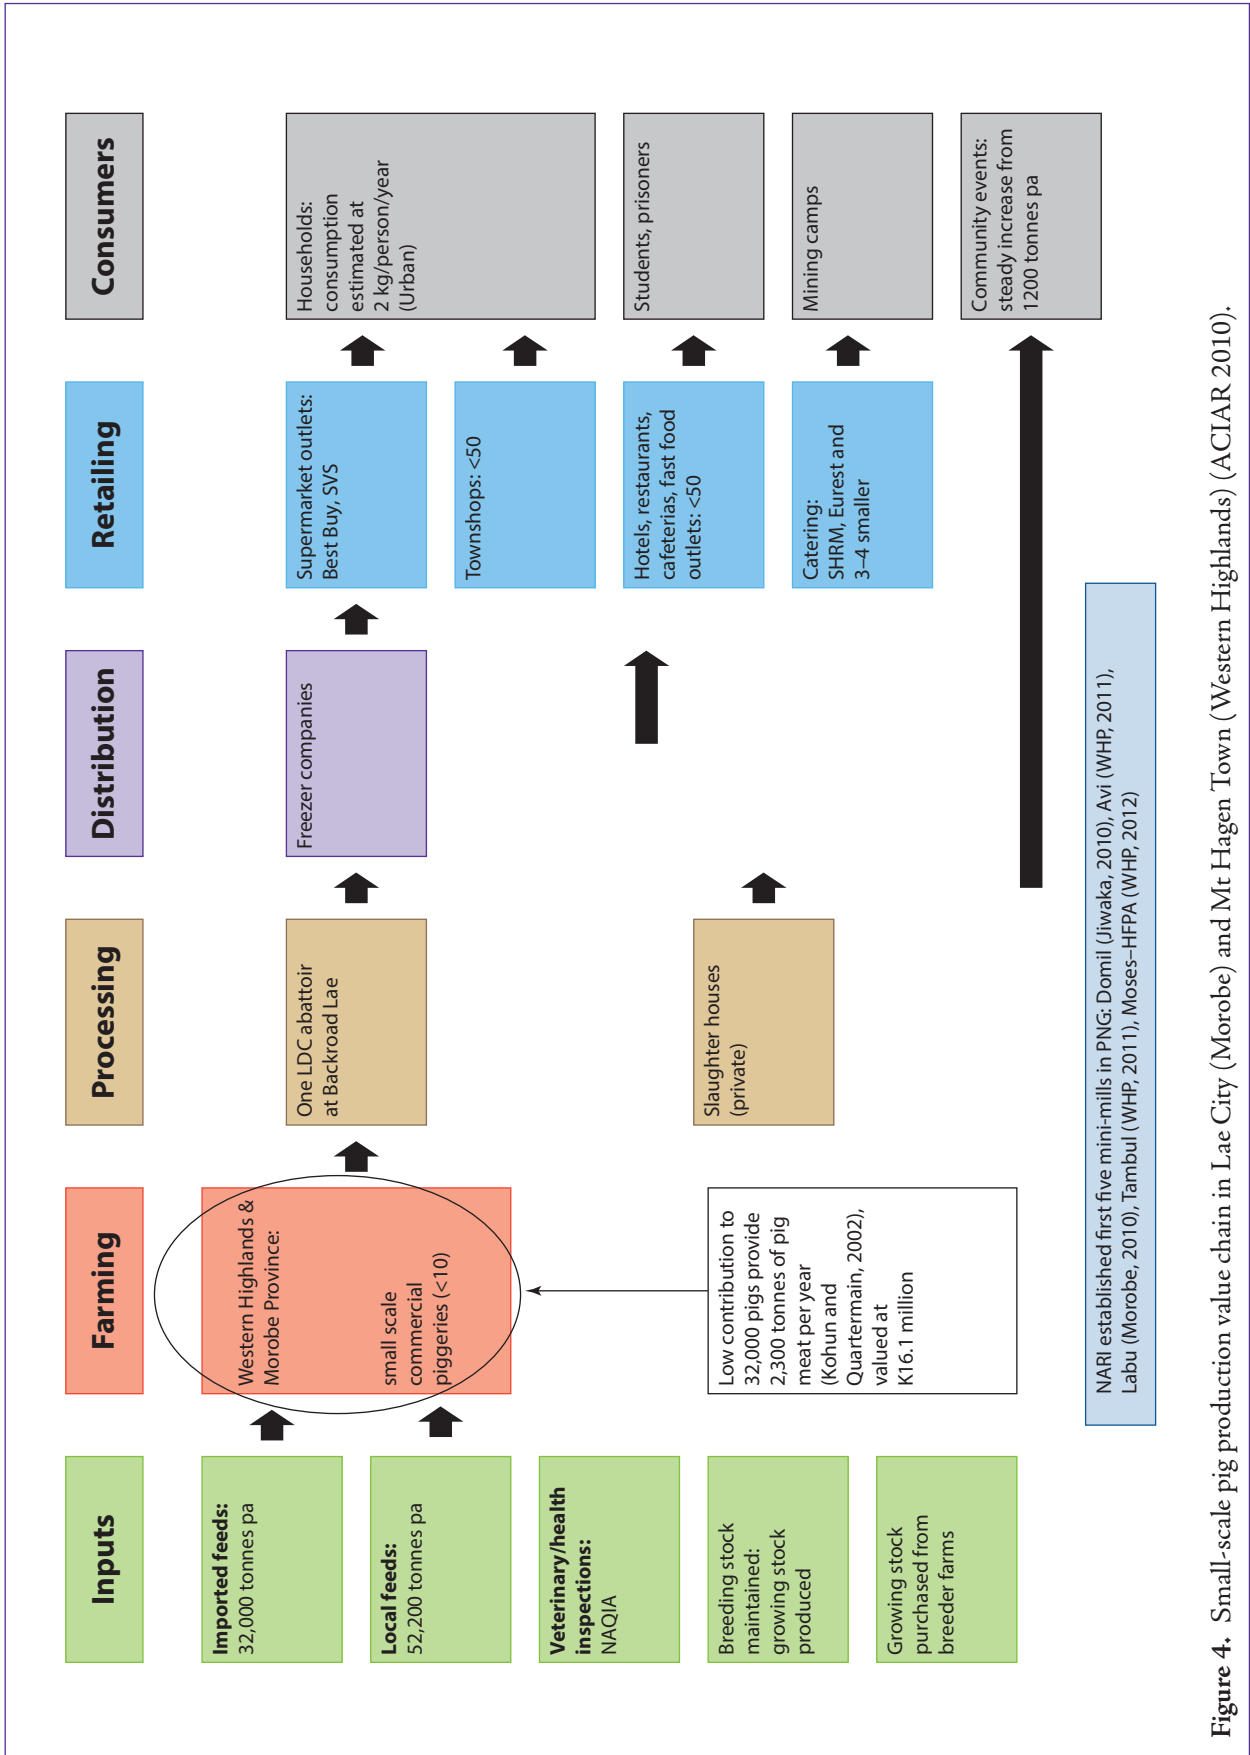 Inputs
Farming
Processing
Distribution
Retailing
Consumers
Imported feeds:
32,000 tonnes pa
Local feeds:
52,200 tonnes pa
Veterinary/health
inspections:
NAQIA
Breeding stock
maintained:
growing stock
produced
Growing stock
purchased from
breeder farms
Western Highlands &
Morobe Province:
small scale
commercial
piggeries (<10)
Low contribution to
32,000 pigs provide
2,300 tonnes of pig
meat per year
(Kohun and
Quartermain, 2002),
valued at
K16.1 million
One LDC abattoir
at Backroad Lae
Slaughter houses
(private)
Freezer companies
Supermarket outlets:
Best Buy, SVS
Townshops: <50
Hotels, restaurants,
cafeterias, fast food
outlets: <50
Catering:
SHRM, Eurest and
3–4 smaller
Households:
consumption
estimated at
2 kg/person/year
(Urban)
Students, prisoners
Mining camps
Community events:
steady increase from
1200 tonnes pa
NARI established first five mini-mills in PNG: Domil (Jiwaka, 2010), Avi (WHP, 2011),
Labu (Morobe, 2010), Tambul (WHP, 2011), Moses–HFPA (WHP, 2012)
Figure 4. Small-scale pig production value chain in Lae City (Morobe) and Mt Hagen Town (Western Highlands) (ACIAR 2010).